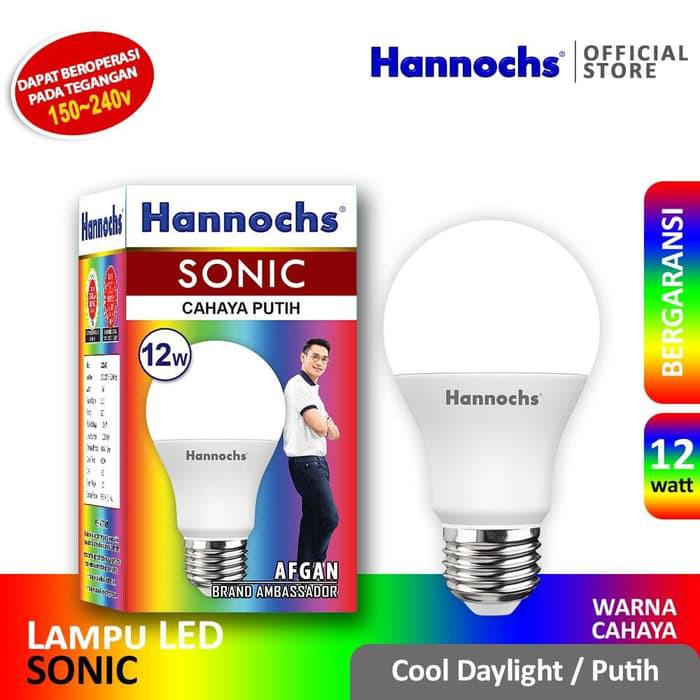 DAPAT BEROPERASI
PADA TEGANGAN
150~240v
Hannochs®
OFFICIAL
STORE
Hannochs
Hannochs®
SONIC
CAHAYA PUTIH
12W
Hannochs
AFGAN
BRAND AMBASSADOR
Hannochs®
BERGARANSI
12
watt
LAMPU LED
SONIC
WARNA
CAHAYA
Cool Daylight / Putih